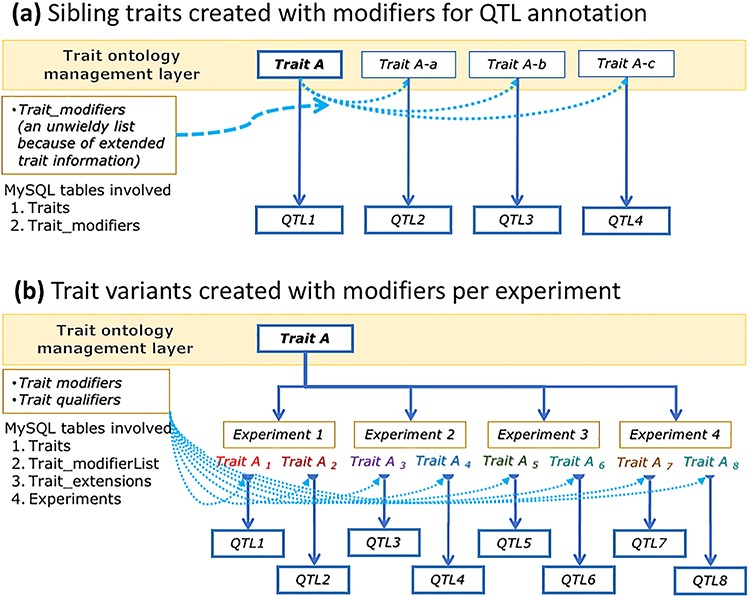 (a) Sibling traits created with modifiers for QTL annotation
Trait ontology
management layer
Trait A
Trait A-a
Trait A-b
Trait A-c
•Trait_modifiers
(an unwieldy list
because of extended
trait information)
MySQL tables involved
1. Traits
2. Trait_modifiers
QTL1
QTL2
QTL3
QTL4
(b) Trait variants created with modifiers per experiment
Trait ontology
management layer
Trait A
•Trait modifiers
•Trait qualifiers
MySQL tables involved
1. Traits
2. Trait_modifierList
3. Trait_extensions
4. Experiments
Experiment 1
Experiment 2
Experiment 3
Experiment 4
Trait A 1
Trait A 2
Trait A 3
Trait A 4
Trait A 5
Trait A 6
Trait A 7
Trait A 8
QTL1
QTL3
QTL5
QTL7
QTL2
QTL4
QTL6
QTL8